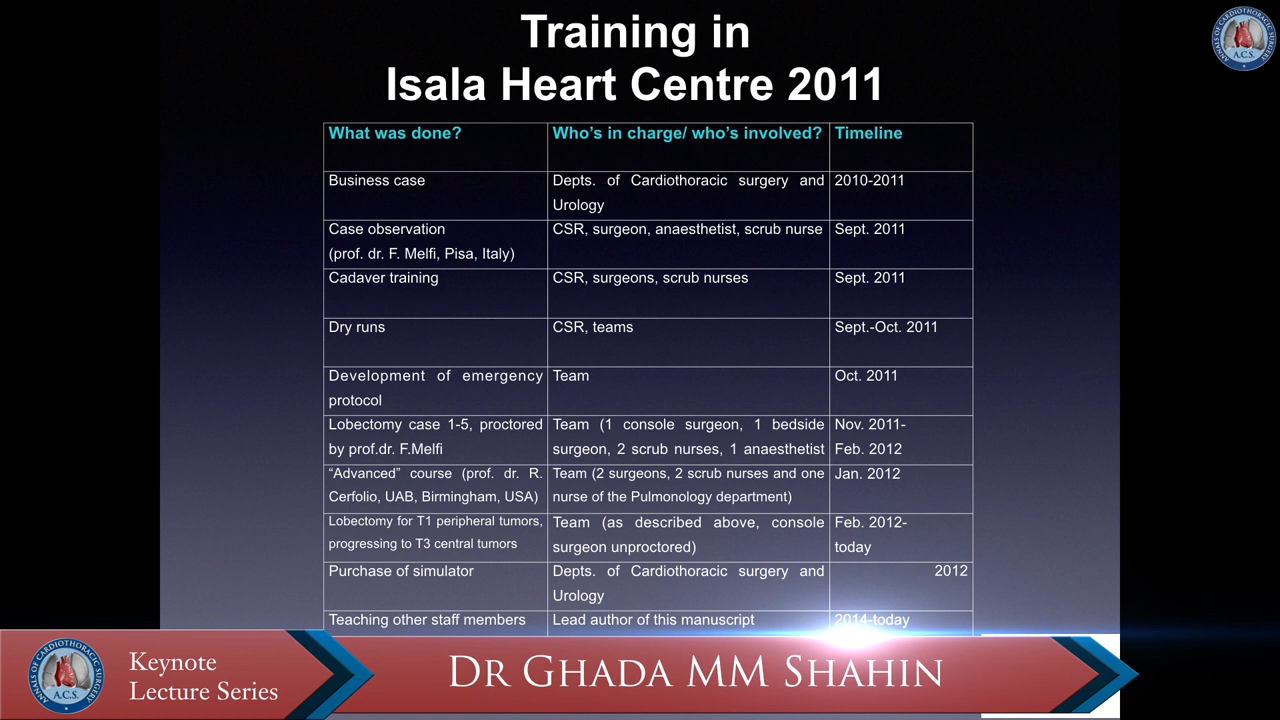 Training in
Isala Heart Centre 2011
ANNALS OF CARDIOTHORACIC SURGERY
A.C.S.
What was done? Who's in charge/ who's involved? Timeline
Business case Depts. of Cardiothoracic surgery and Urology 2010-2011
Case observation (prof. dr. F. Melfi, Pisa, Italy) CSR, surgeon, anaesthetist, scrub nurse Sept. 2011
Cadaver training CSR, surgeons, scrub nurses Sept. 2011
Dry runs CSR, teams Sept.-Oct. 2011
Development of emergency protocol Team Oct. 2011
Lobectomy case 1-5, proctored by prof.dr. F.Melfi Team (1 console surgeon, 1 bedside surgeon, 2 scrub nurses, 1 anaesthetist Nov. 2011- Feb. 2012
“Advanced” course (prof. dr. R. Cerfolio, UAB, Birmingham, USA) Team (2 surgeons, 2 scrub nurses and one nurse of the Pulmonology department) Jan. 2012
Lobectomy for T1 peripheral tumors, progressing to T3 central tumors Team (as described above, console surgeon unproctored) Feb. 2012- today
Purchase of simulator Depts. of Cardiothoracic surgery and Urology 2012
Teaching other staff members Lead author of this manuscript 2014-today
ANNALS OF CARDIOTHORACIC SURGERY
A.C.S.
Keynote
Lecture Series
DR GHADA MM SHAHIN